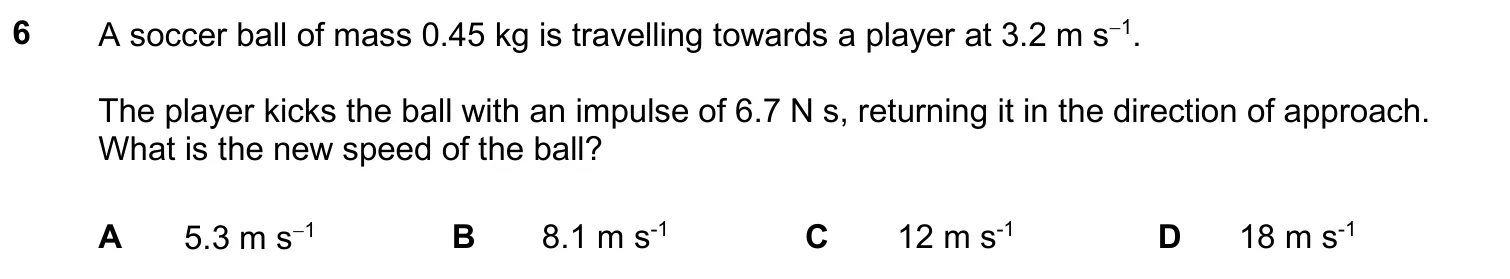 6 A soccer ball of mass 0.45 kg is travelling towards a player at 3.2 m s⁻¹.
The player kicks the ball with an impulse of 6.7 N s, returning it in the direction of approach.
What is the new speed of the ball?
A 5.3 m s⁻¹ B 8.1 m s⁻¹ C 12 m s⁻¹ D 18 m s⁻¹